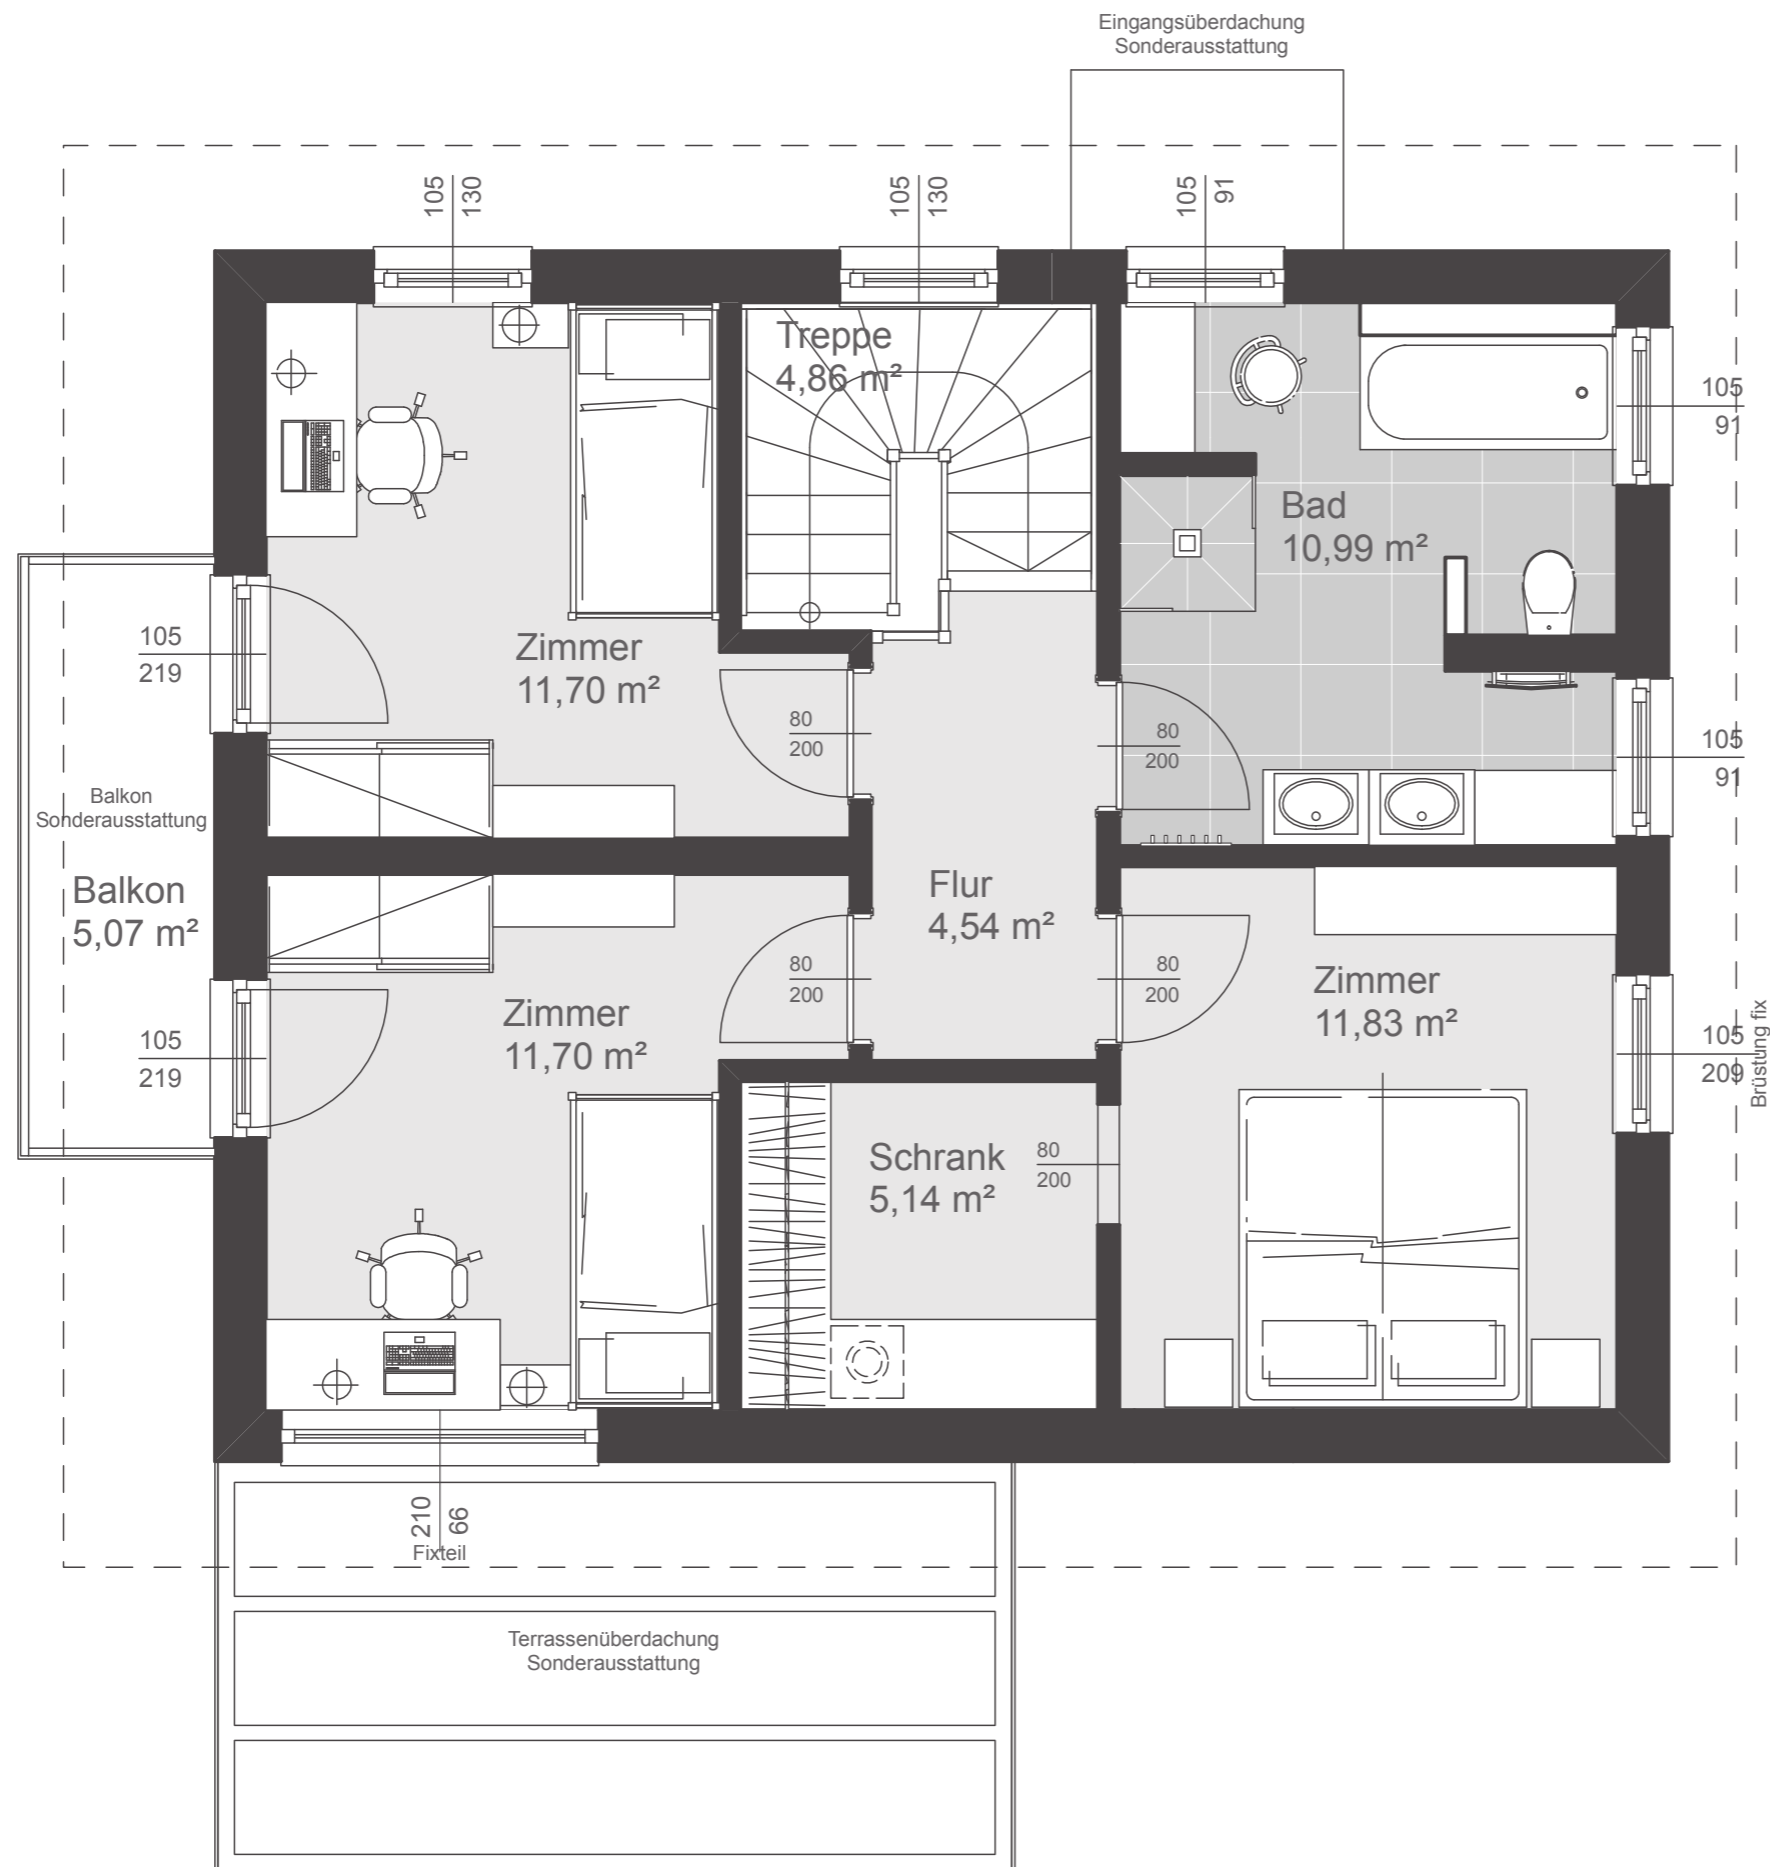 Eingangsüberdachung
Sonderausstattung
105
130
105
130
105
91
Treppe
4,86 m²
105
91
Bad
10,99 m²
105
219
Zimmer
11,70 m²
80
200
80
200
105
91
Balkon
Sonderausstattung
Balkon
5,07 m²
Flur
4,54 m²
80
200
80
200
Zimmer
11,83 m²
Zimmer
11,70 m²
105
219
105
209
Brüstung fix
Schrank
5,14 m²
80
200
210
66
Fixteil
Terrassenüberdachung
Sonderausstattung